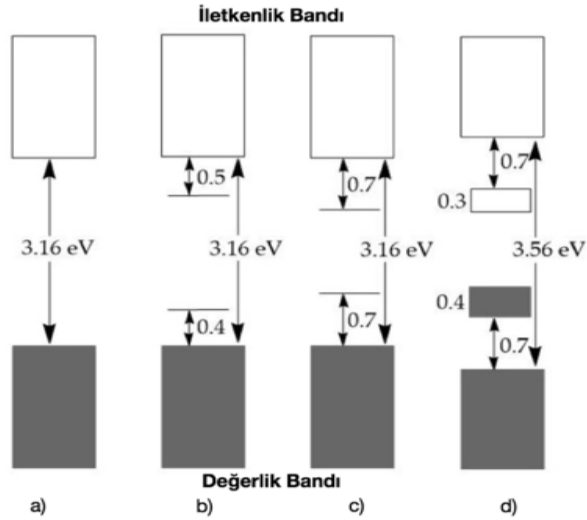 İletkenlik Bandı
0.5
0.7
0.7
0.3
3.16 eV
3.16 eV
3.16 eV
3.56 eV
0.4
0.4
0.7
0.7
Değerlik Bandı
a)
b)
c)
d)